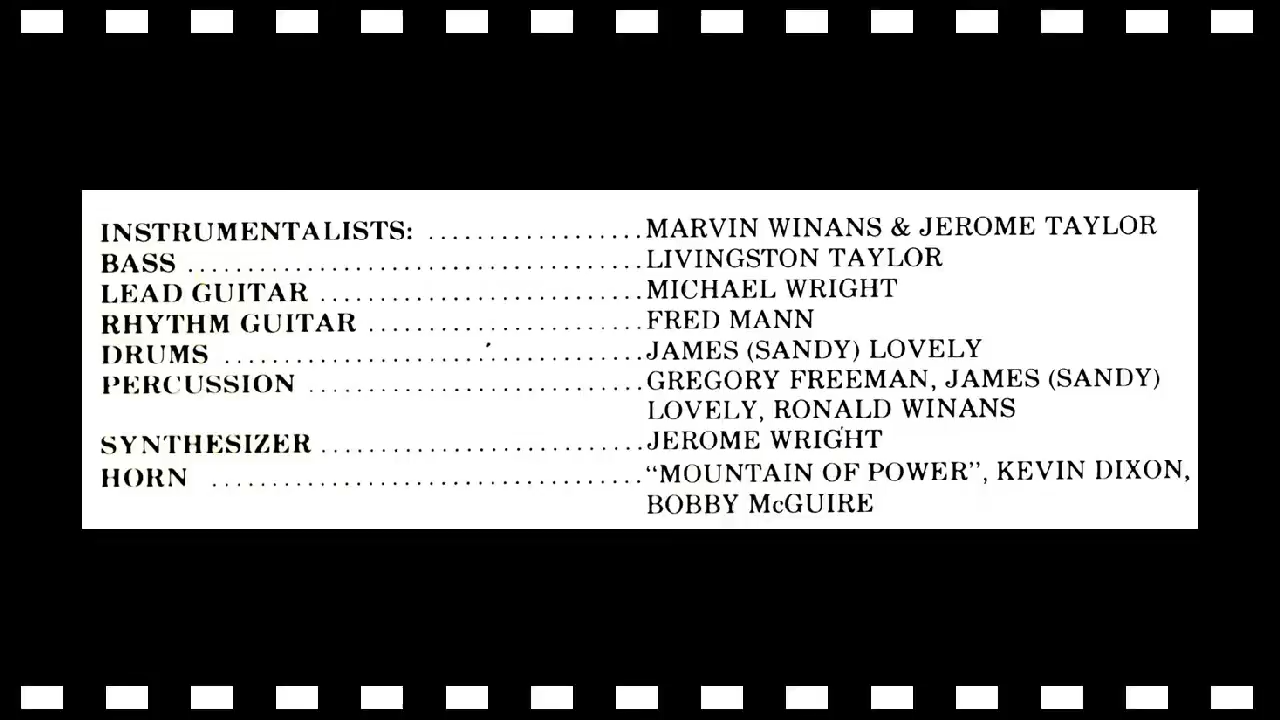 INSTRUMENTALISTS: ..................MARVIN WINANS & JEROME TAYLOR
BASS .......................................LIVINGSTON TAYLOR
LEAD GUITAR ............................MICHAEL WRIGHT
RHYTHM GUITAR ........................FRED MANN
DRUMS ....................................JAMES (SANDY) LOVELY
PERCUSSION .............................GREGORY FREEMAN, JAMES (SANDY)
LOVELY, RONALD WINANS
SYNTHESIZER ............................JEROME WRIGHT
HORN .....................................“MOUNTAIN OF POWER”, KEVIN DIXON,
BOBBY McGUIRE